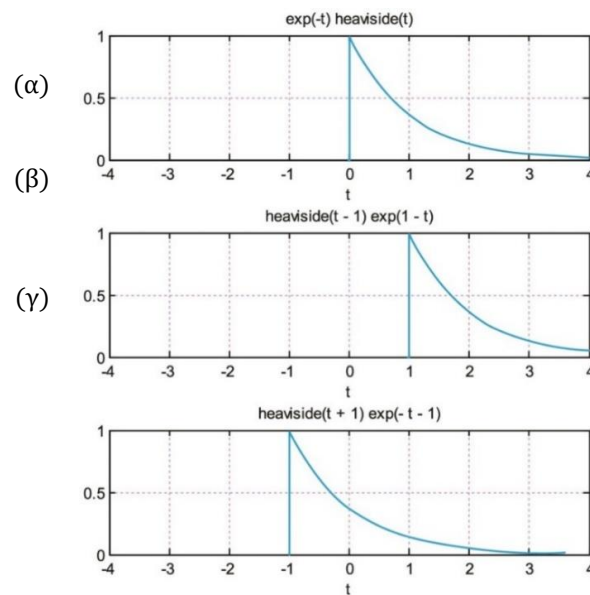 exp(-t) heaviside(t)
(α)
1
0.5
0
-4 -3 -2 -1 0 1 2 3 4
t
(β)
heaviside(t - 1) exp(1 - t)
1
(γ)
0.5
0
-4 -3 -2 -1 0 1 2 3 4
t
heaviside(t + 1) exp(- t - 1)
1
0.5
0
-4 -3 -2 -1 0 1 2 3 4
t